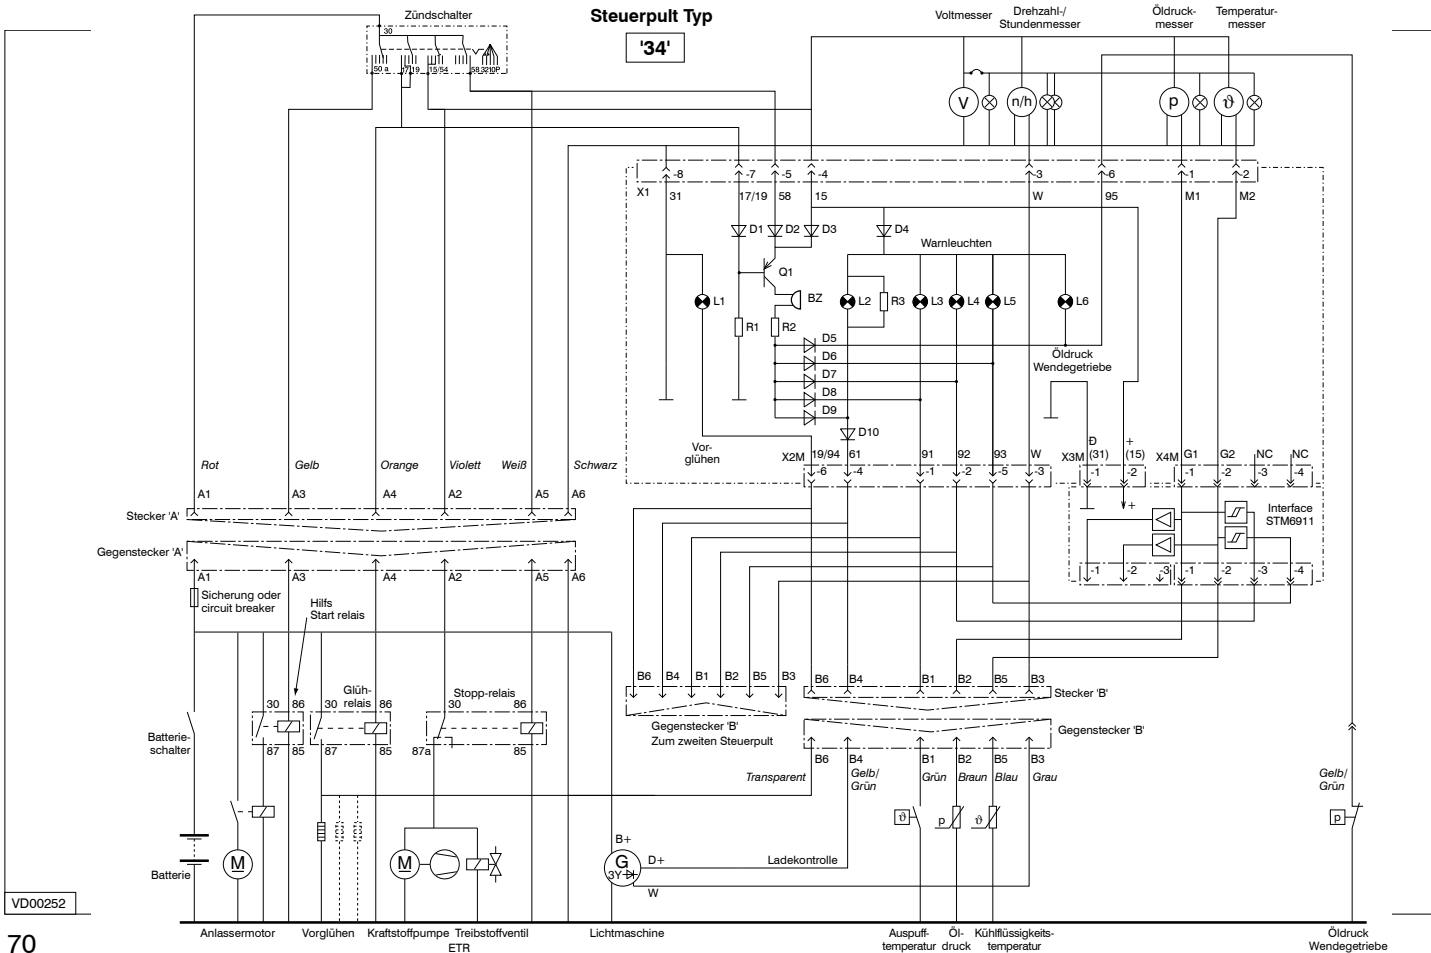 Zündschalter
Steuerpult Typ
'34'
Voltmesser
Drehzahl-/
Stundenmesser
Öldruck-
messer
Temperatur-
messer
30
50 a
17/19
15/54
58
3210P
V
n/h
p
ϑ
X1
-8
-7
-5
-4
-3
-6
-1
-2
31
17/19
58
15
W
95
M1
M2
D1
D2
D3
D4
Warnleuchten
Q1
BZ
L1
L2
R3
L3
L4
L5
L6
R1
R2
D5
D6
D7
D8
D9
D10
Öldruck
Wendegetriebe
Vor-
glühen
X2M
19/94
61
91
92
93
W
-6
-4
-1
-2
-5
-3
X3M
Đ
(31)
+
(15)
-1
-2
X4M
G1
G2
NC
NC
-1
-2
-3
-4
+
Interface
STM6911
-1
-2
-3
-1
-2
-3
-4
Rot
Gelb
Orange
Violett
Weiß
Schwarz
A1
A3
A4
A2
A5
A6
Stecker 'A'
Gegenstecker 'A'
A1
A3
A4
A2
A5
A6
Sicherung oder
circuit breaker
Hilfs
Start relais
Glüh-
relais
Stopp-relais
30
86
30
86
30
86
87
85
87
85
87a
85
Batterie-
schalter
Batterie
M
M
B6
B4
B1
B2
B5
B3
Gegenstecker 'B'
Zum zweiten Steuerpult
B6
B4
B1
B2
B5
B3
Stecker 'B'
Gegenstecker 'B'
B6
B4
B1
B2
B5
B3
Transparent
Gelb/
Grün
Grün
Braun
Blau
Grau
Gelb/
Grün
ϑ
p
ϑ
p
B+
G
3Y
D+
W
Ladekontrolle
VD00252
70
Anlassermotor
Vorglühen
Kraftstoffpumpe
Treibstoffventil
ETR
Lichtmaschine
Auspuff-
temperatur
Öl-
druck
Kühlflüssigkeits-
temperatur
Öldruck
Wendegetriebe